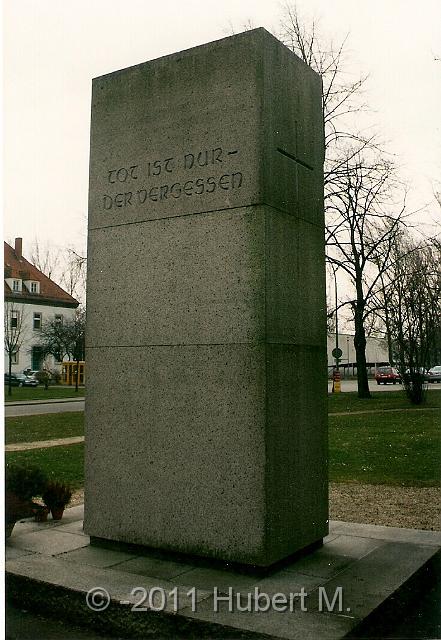 TOT IST NUR –
DER VERGESSEN
© -2011 Hubert M.